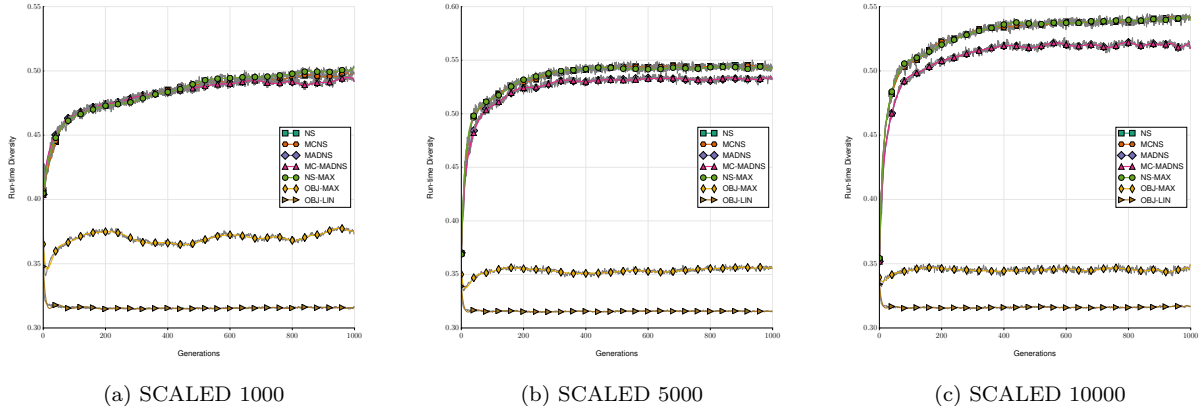 0.55
0.50
0.45
0.40
0.35
0.30
0
200
400
600
800
1000
Run-time Diversity
Generations
NS
MCNS
MADNS
MC-MADNS
NS-MAX
OBJ-MAX
OBJ-LIN
(a) SCALED 1000
0.60
0.55
0.50
0.45
0.40
0.35
0.30
0
200
400
600
800
1000
Run-time Diversity
Generations
NS
MCNS
MADNS
MC-MADNS
NS-MAX
OBJ-MAX
OBJ-LIN
(b) SCALED 5000
0.55
0.50
0.45
0.40
0.35
0.30
0
200
400
600
800
1000
Run-time Diversity
Generations
NS
MCNS
MADNS
MC-MADNS
NS-MAX
OBJ-MAX
OBJ-LIN
(c) SCALED 10000